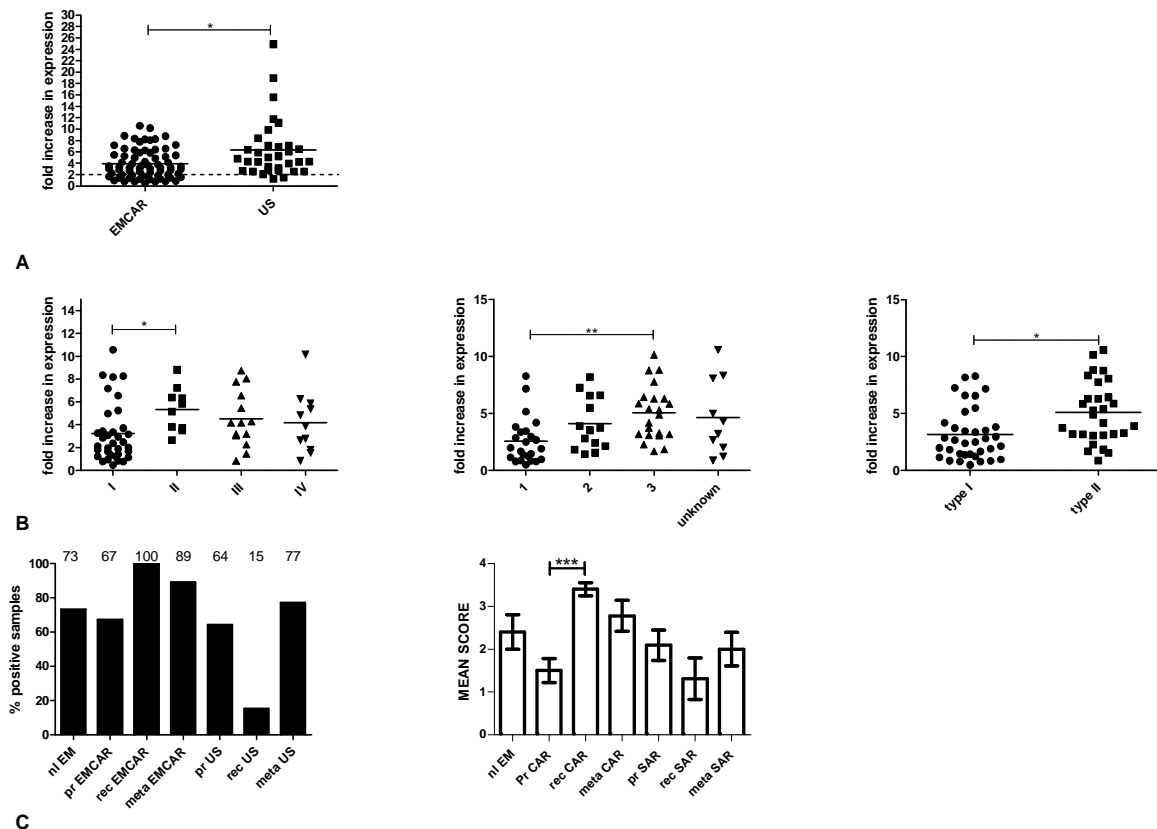 fold increase in expression
30
28
26
24
22
20
18
16
14
12
10
8
6
4
2
0
*
EMCAR
US
A
fold increase in expression
14
12
10
8
6
4
2
0
*
I
II
III
IV
fold increase in expression
15
10
5
0
**
1
2
3
unknown
fold increase in expression
15
10
5
0
*
type I
type II
B
% positive samples
100
80
60
40
20
0
73 67 100 89 64 15 77
nl EM
pr EMCAR
rec EMCAR
meta EMCAR
pr US
rec US
meta US
MEAN SCORE
4
3
2
1
0
***
nl EM
Pr CAR
rec CAR
meta CAR
pr SAR
rec SAR
meta SAR
C